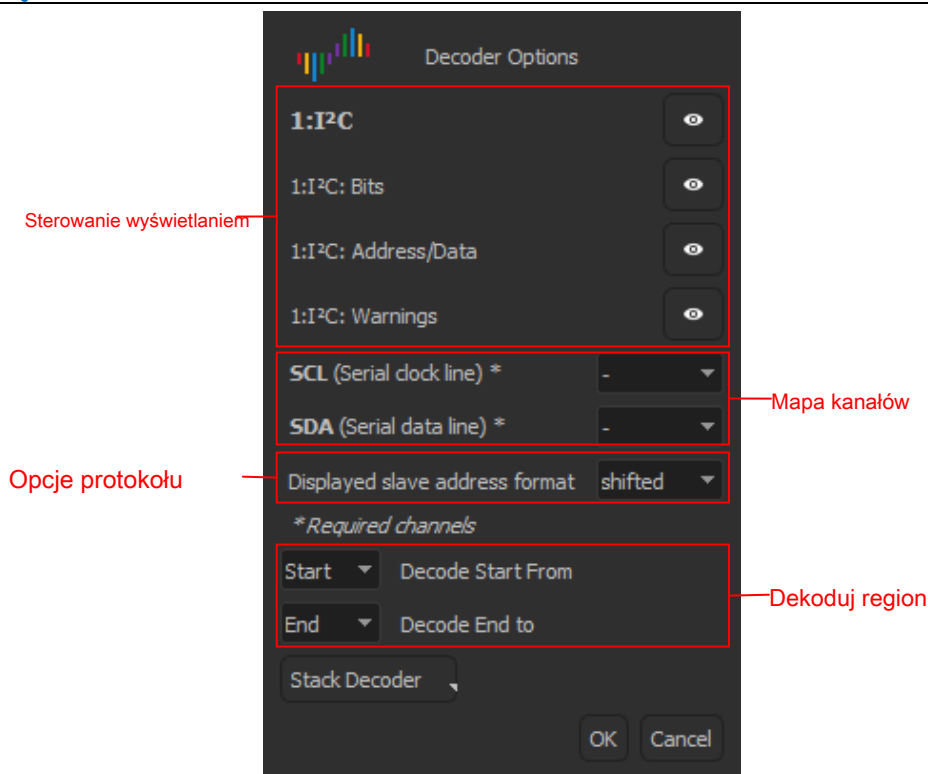 Decoder Options
1:I²C
1:I²C: Bits
Sterowanie wyświetlaniem
1:I²C: Address/Data
1:I²C: Warnings
SCL (Serial clock line) * -
Mapa kanałów
SDA (Serial data line) * -
Opcje protokołu
Displayed slave address format shifted
*Required channels
Start Decode Start From
Dekoduj region
End Decode End to
Stack Decoder
OK Cancel